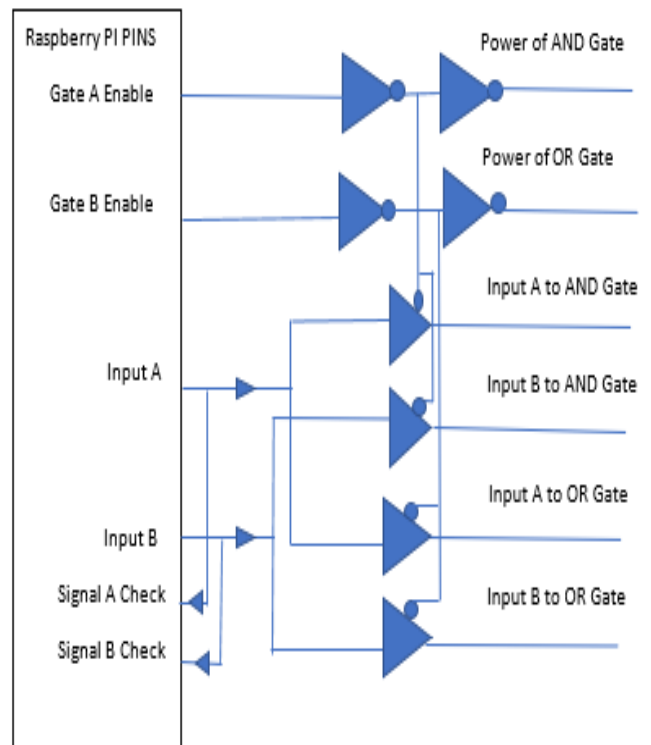 Raspberry PI PINS
Power of AND Gate
Gate A Enable
Power of OR Gate
Gate B Enable
Input A to AND Gate
Input A
Input B to AND Gate
Input A to OR Gate
Input B
Signal A Check
Input B to OR Gate
Signal B Check